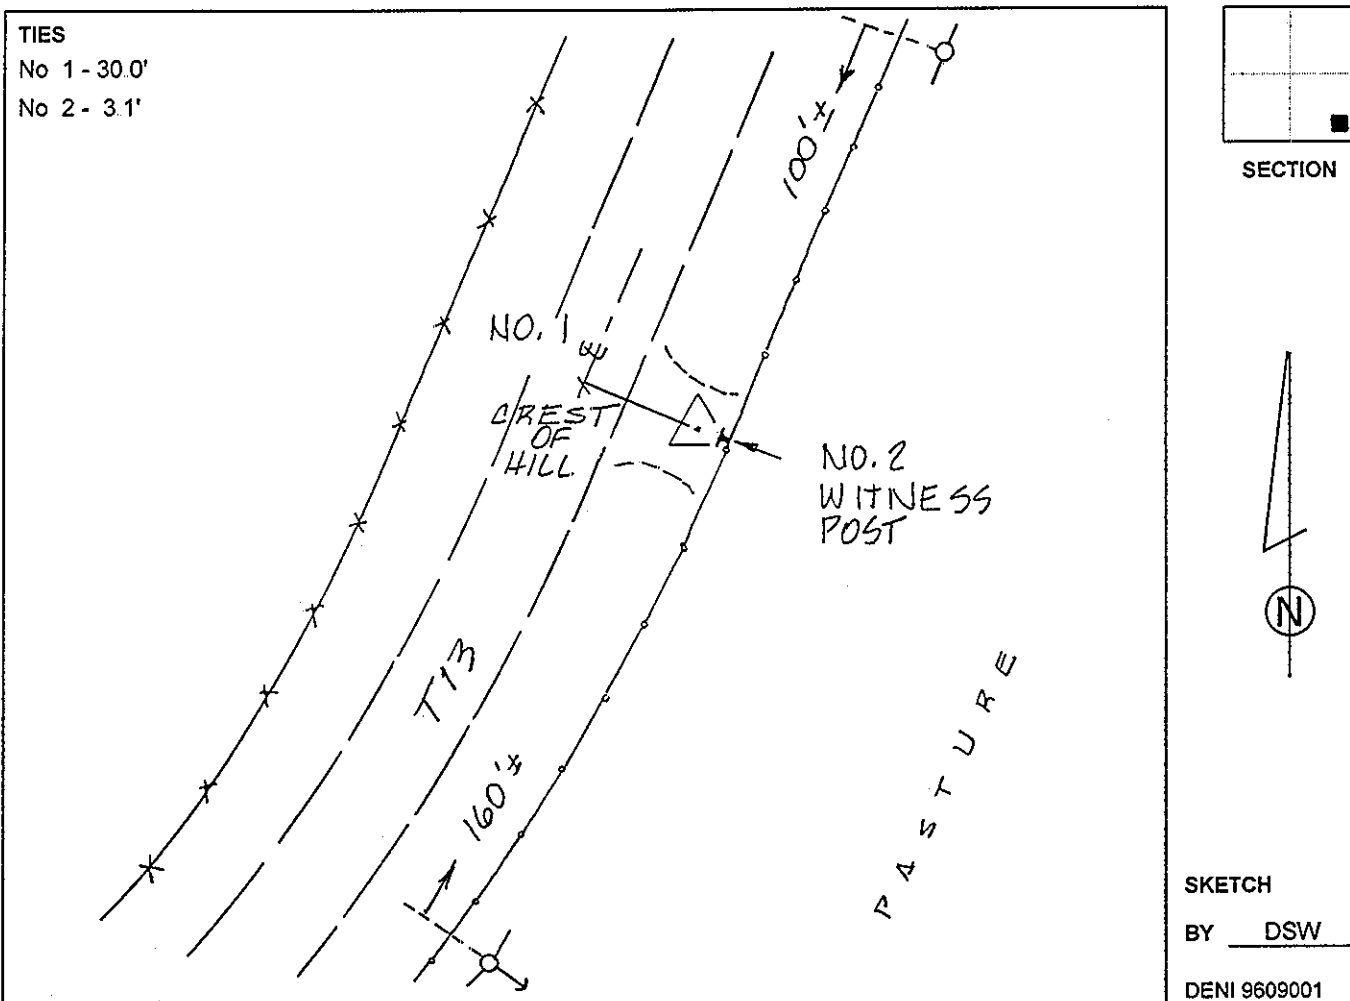 TIES
No 1 - 30.0'
No 2 - 3.1'
100'±
NO. 1
℄
CREST
OF
HILL
NO. 2
WITNESS
POST
T13
160'±
PASTURE
SECTION
N
SKETCH
BY DSW
DENI 9609001